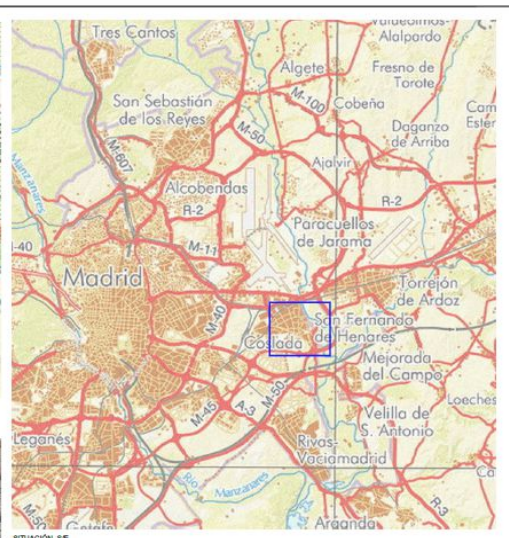 Tres Cantos
Alalpardo
Algete
Fresno de
Torote
M-100
San Sebastián
de los Reyes
Cobeña
M-607
M-50
Daganzo
de Arriba
Manzanares
Ajalvir
Alcobendas
R-2
R-2
Paracuellos
de Jarama
M-11
Madrid
Torrejón
de Ardoz
M-40
San Fernando
de Henares
Coslada
Mejorada
del Campo
M-50
M-45
A-3
Loeches
Velilla de
S. Antonio
Leganés
Rivas-
Vaciamadrid
Río Manzanares
M-50
R-3
Getafe
Arganda
SITUACIÓN S/E